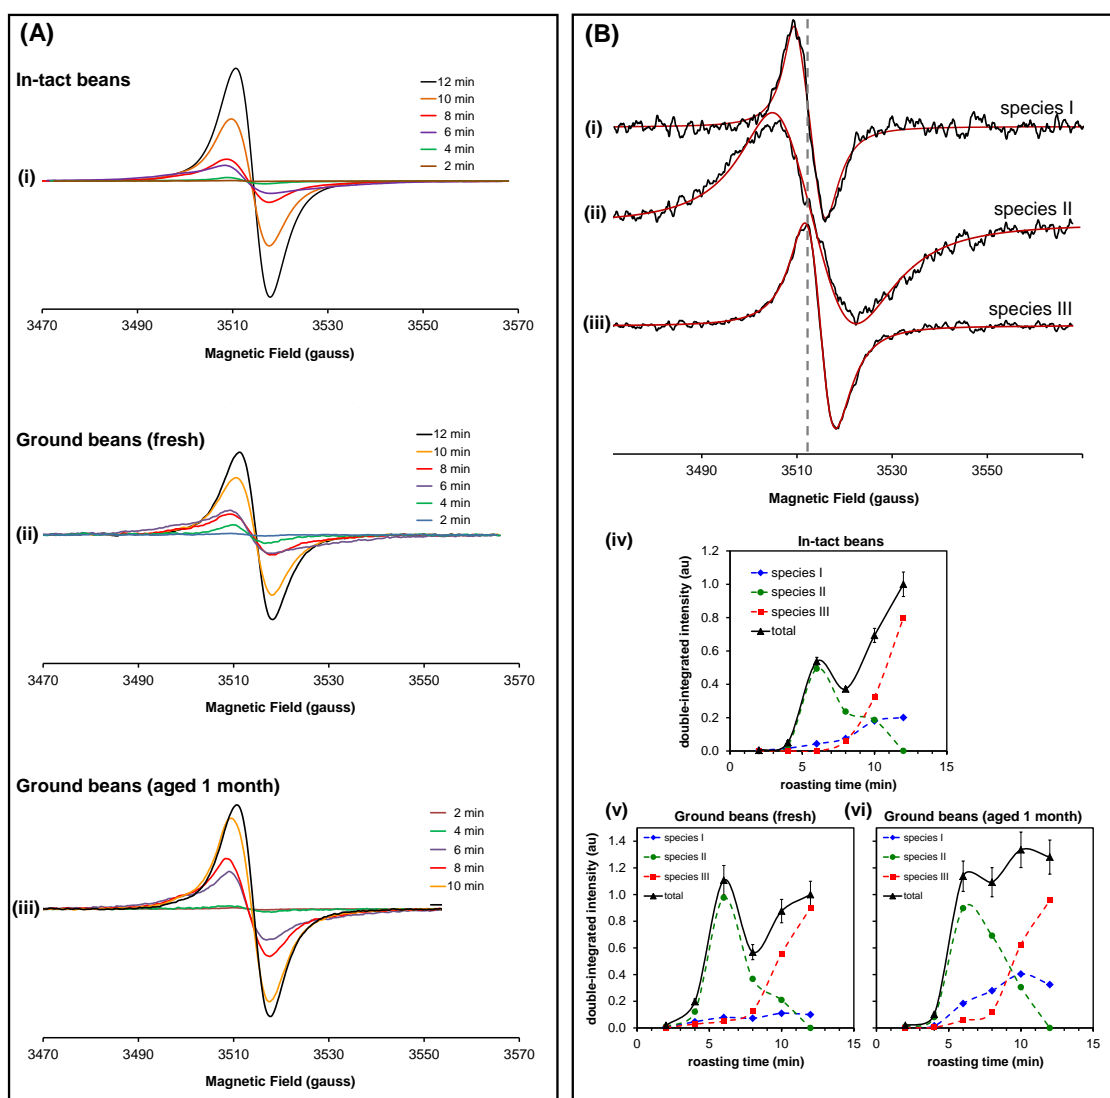 (A)
In-tact beans
12 min
10 min
8 min
6 min
4 min
2 min
(i)
3470 3490 3510 3530 3550 3570
Magnetic Field (gauss)
Ground beans (fresh)
12 min
10 min
8 min
6 min
4 min
2 min
(ii)
3470 3490 3510 3530 3550 3570
Magnetic Field (gauss)
Ground beans (aged 1 month)
2 min
4 min
6 min
8 min
10 min
(iii)
3470 3490 3510 3530 3550 3570
Magnetic Field (gauss)
(B)
species I
(i)
species II
(ii)
species III
(iii)
3490 3510 3530 3550
Magnetic Field (gauss)
(iv)
In-tact beans
1.2
1.0
0.8
0.6
0.4
0.2
0.0
double-integrated intensity (au)
species I
species II
species III
total
0 5 10 15
roasting time (min)
(v)
Ground beans (fresh)
1.4
1.2
1.0
0.8
0.6
0.4
0.2
0.0
double-integrated intensity (au)
species I
species II
species III
total
0 5 10 15
roasting time (min)
(vi)
Ground beans (aged 1 month)
species I
species II
species III
total
0 5 10 15
roasting time (min)